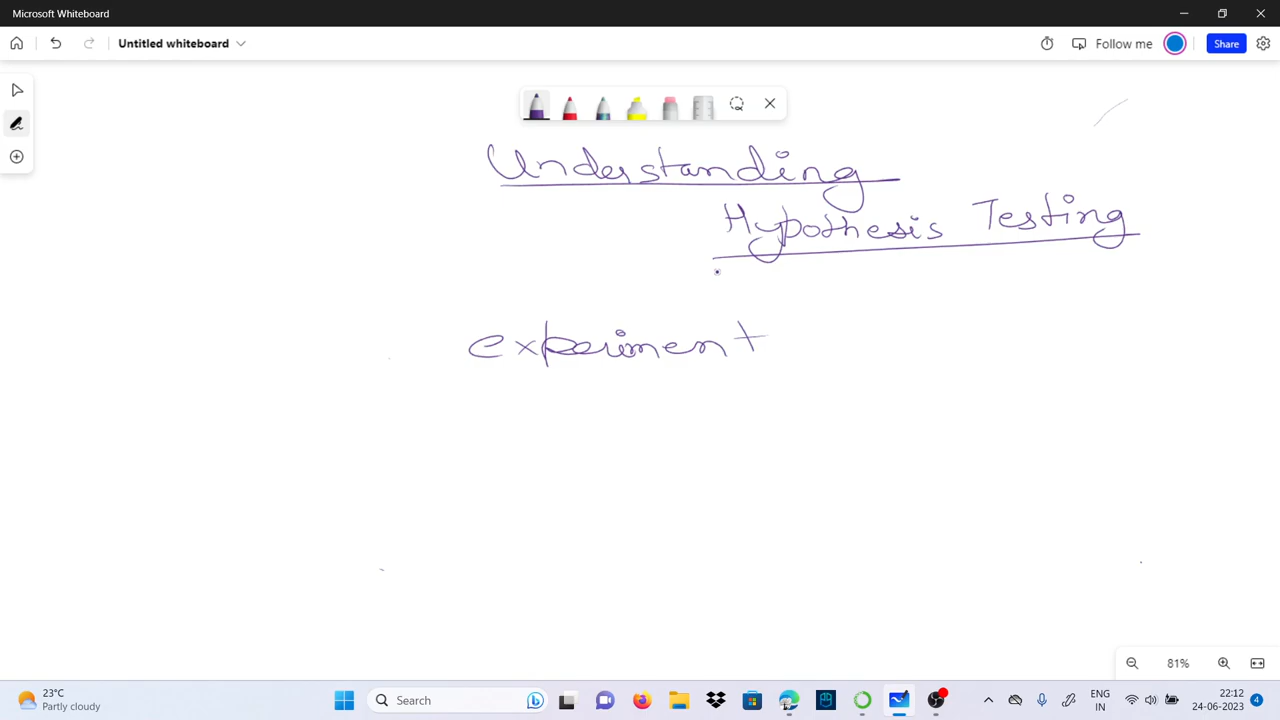 Microsoft Whiteboard
Untitled whiteboard
Follow me
Share
Understanding
Hypothesis Testing
experiment
81%
23°C
Partly cloudy
Search
ENG
IN
22:12
24-06-2023
4